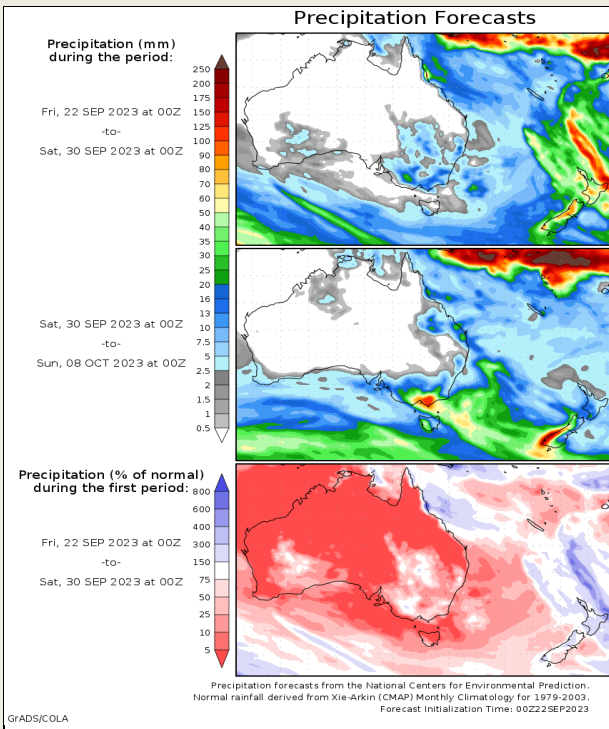 Precipitation Forecasts
Precipitation (mm)
during the period:
Fri, 22 SEP 2023 at 00Z
-to-
Sat, 30 SEP 2023 at 00Z
250
200
175
150
125
100
90
80
70
60
50
40
35
30
25
20
16
13
10
7.5
5
2.5
2
1.5
1
0.5
Sat, 30 SEP 2023 at 00Z
-to-
Sun, 08 OCT 2023 at 00Z
Precipitation (% of normal)
during the first period:
Fri, 22 SEP 2023 at 00Z
-to-
Sat, 30 SEP 2023 at 00Z
800
600
400
300
150
75
50
25
10
5
Precipitation forecasts from the National Centers for Environmental Prediction.
Normal rainfall derived from Xie-Arkin (CMAP) Monthly Climatology for 1979-2003.
Forecast Initialization Time: 00Z22SEP2023
GrADS/COLA